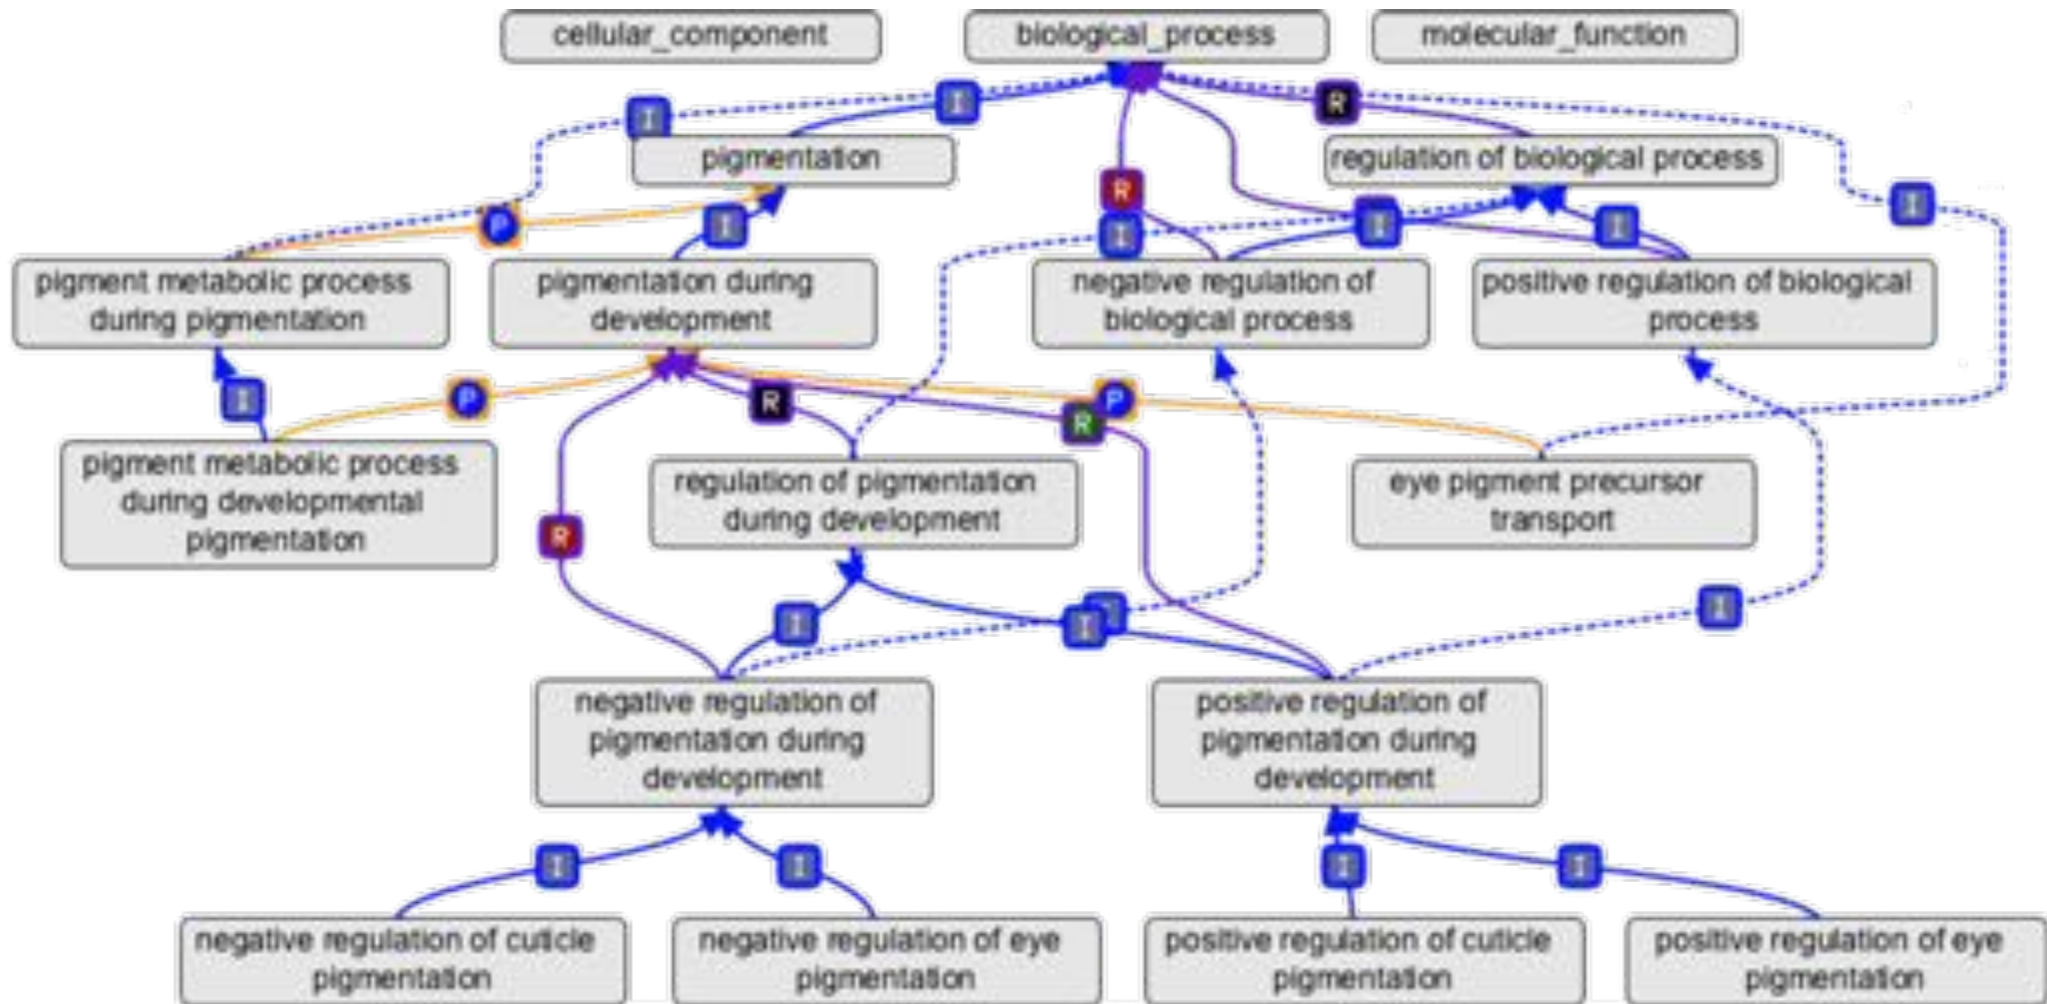 cellular_component
biological_process
molecular_function
I
I
R
pigmentation
regulation of biological process
R
P
I
I
I
I
I
pigment metabolic process
during pigmentation
pigmentation during
development
negative regulation of
biological process
positive regulation of biological
process
I
P
R
P
R
pigment metabolic process
during developmental
pigmentation
regulation of pigmentation
during development
eye pigment precursor
transport
R
I
I
I
negative regulation of
pigmentation during
development
positive regulation of
pigmentation during
development
I
I
I
I
negative regulation of cuticle
pigmentation
negative regulation of eye
pigmentation
positive regulation of cuticle
pigmentation
positive regulation of eye
pigmentation